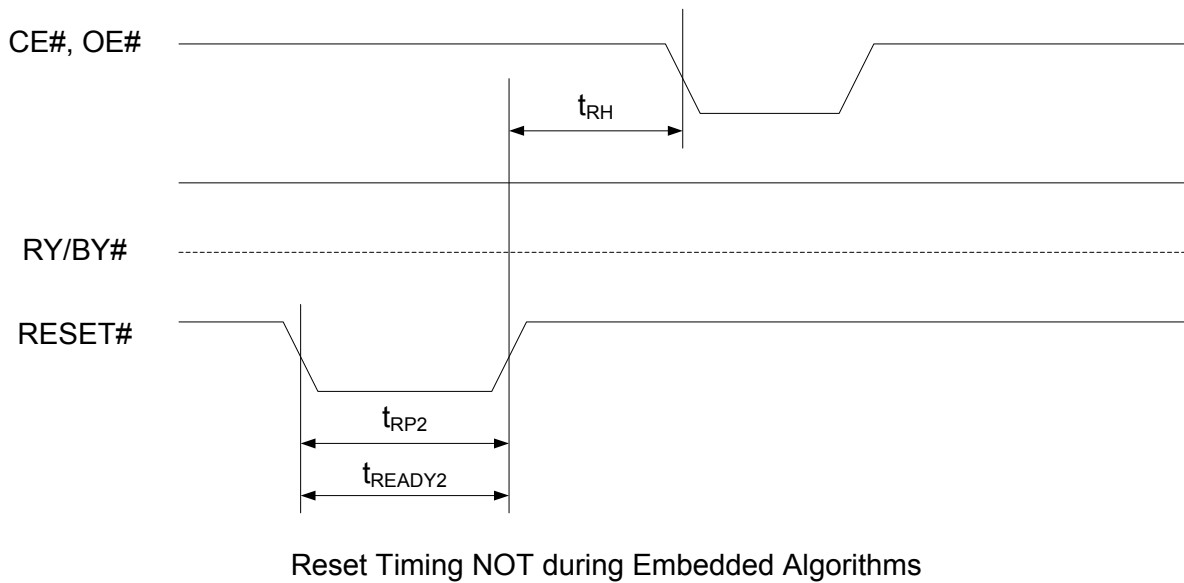 CE#, OE#
tRH
RY/BY#
RESET#
tRP2
tREADY2
Reset Timing NOT during Embedded Algorithms